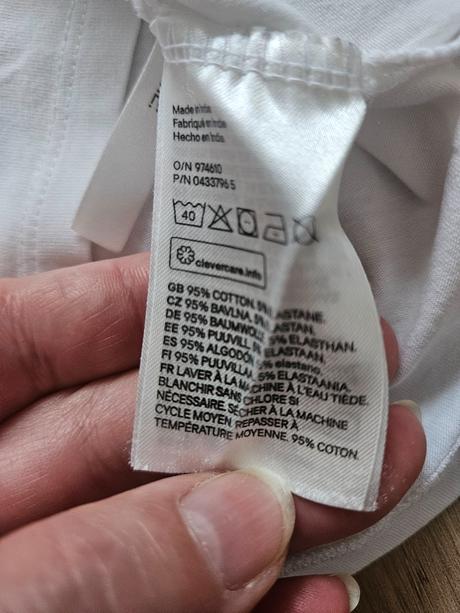 Made in India
Fabriqué en Inde
Hecho en India
O/N 974610
P/N 0433796 5
40
clevercare.info
GB 95% COTTON. 5% ELASTANE.
CZ 95% BAVLNA. 5% ELASTAN.
DE 95% BAUMWOLLE. 5% ELASTHAN.
EE 95% PUUVILL. 5% ELASTAAN.
ES 95% ALGODÓN. 5% elastano.
FI 95% PUUVILLAA. 5% ELASTAANIA.
FR LAVER À LA MACHINE À L'EAU TIÈDE.
BLANCHIR SANS CHLORE SI
NÉCESSAIRE. SÉCHER À LA MACHINE
CYCLE MOYEN. REPASSER À
TEMPÉRATURE MOYENNE. 95% COTON.